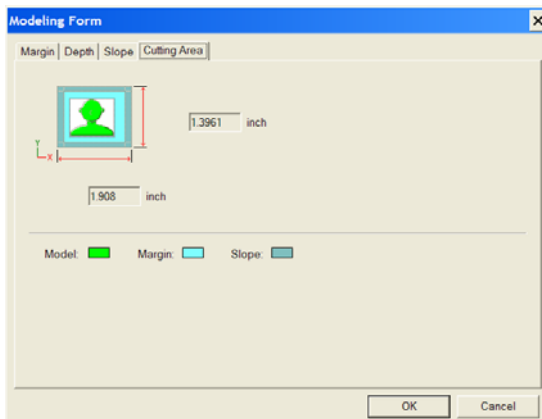 Modeling Form
Margin Depth Slope Cutting Area
1.3961 inch
Y
X
1.908 inch
Model: Margin: Slope:
OK Cancel